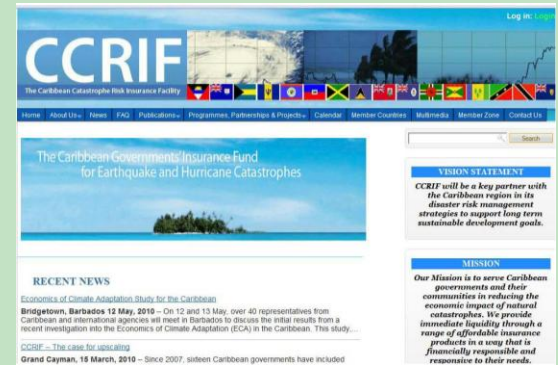 Log in: Login
CCRIF
The Caribbean Catastrophe Risk Insurance Facility
Home About Us News FAQ Publications Programmes, Partnerships & Projects Calendar Member Countries Multimedia Member Zone Contact Us
Search
The Caribbean Governments' Insurance Fund
for Earthquake and Hurricane Catastrophes
VISION STATEMENT
CCRIF will be a key partner with
the Caribbean region in its
disaster risk management
strategies to support long term
sustainable development goals.
MISSION
Our Mission is to serve Caribbean
governments and their
communities in reducing the
economic impact of natural
catastrophes. We provide
immediate liquidity through a
range of affordable insurance
products in a way that is
financially responsible and
responsive to their needs.
RECENT NEWS
Economics of Climate Adaptation Study for the Caribbean
Bridgetown, Barbados 12 May, 2010 – On 12 and 13 May, over 40 representatives from
Caribbean and international agencies will meet in Barbados to discuss the initial results from a
recent investigation into the Economics of Climate Adaptation (ECA) in the Caribbean. This study...
CCRIF – The case for upscaling
Grand Cayman, 15 March, 2010 – Since 2007, sixteen Caribbean governments have included